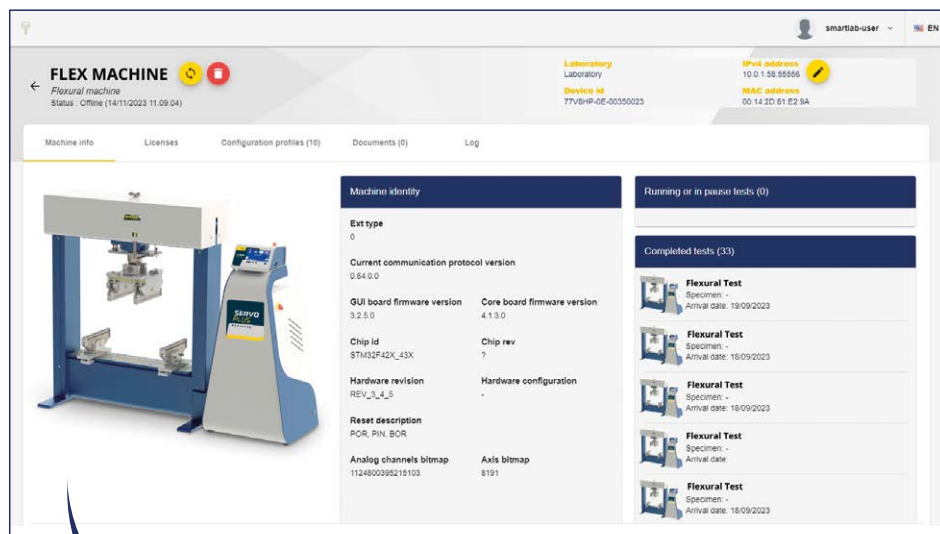 smartlab-user
EN
FLEX MACHINE
Flexural machine
Status : Offline (14/11/2023 11.09.04)
Laboratory
Laboratory
IPv4 address
10.0.1.58:55556
Device id
77V8HP-0E-00350023
MAC address
00:14:2D:81:E2:9A
Machine info
Licenses
Configuration profiles (10)
Documents (0)
Log
SERVO
PLUS
Machine identity
Ext type
0
Current communication protocol version
0.64.0.0
GUI board firmware version
3.2.5.0
Core board firmware version
4.1.3.0
Chip id
STM32F42X_43X
Chip rev
?
Hardware revision
REV_3_4_5
Hardware configuration
-
Reset description
POR, PIN, BOR
Analog channels bitmap
1124800395215103
Axis bitmap
8191
Running or in pause tests (0)
Completed tests (33)
Flexural Test
Specimen: -
Arrival date: 19/09/2023
Flexural Test
Specimen: -
Arrival date: 18/09/2023
Flexural Test
Specimen: -
Arrival date: 18/09/2023
Flexural Test
Specimen: -
Arrival date:
Flexural Test
Specimen: -
Arrival date: 18/09/2023